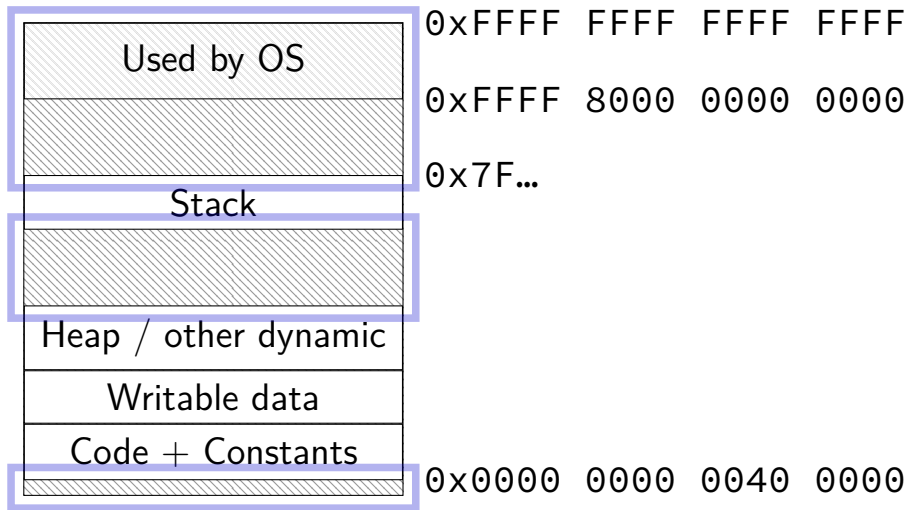 0xFFFF FFFF FFFF FFFF
Used by OS
0xFFFF 8000 0000 0000
0x7F…
Stack
Heap / other dynamic
Writable data
Code + Constants
0x0000 0000 0040 0000